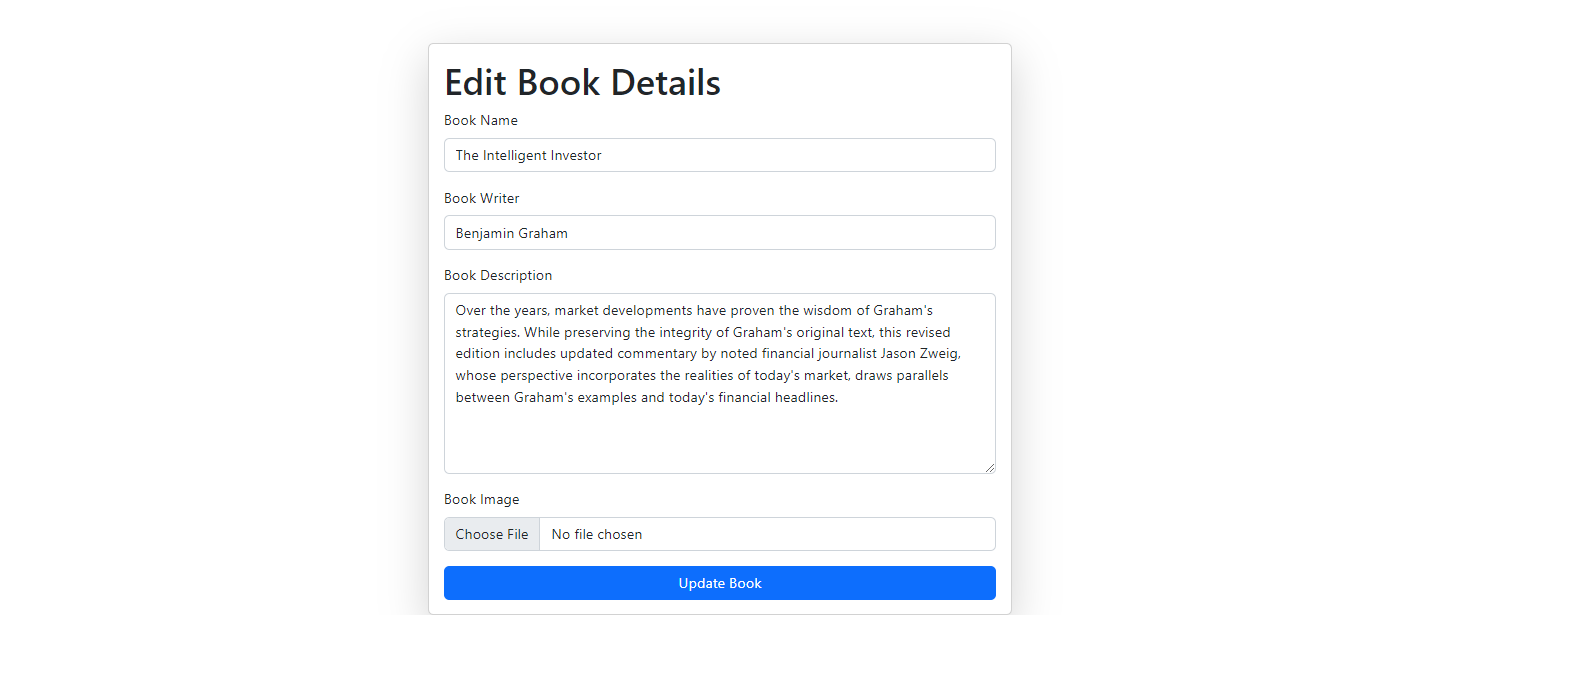 Edit Book Details
Book Name
The Intelligent Investor
Book Writer
Benjamin Graham
Book Description
Over the years, market developments have proven the wisdom of Graham's
strategies. While preserving the integrity of Graham's original text, this revised
edition includes updated commentary by noted financial journalist Jason Zweig,
whose perspective incorporates the realities of today's market, draws parallels
between Graham's examples and today's financial headlines.
Book Image
Choose File No file chosen
Update Book